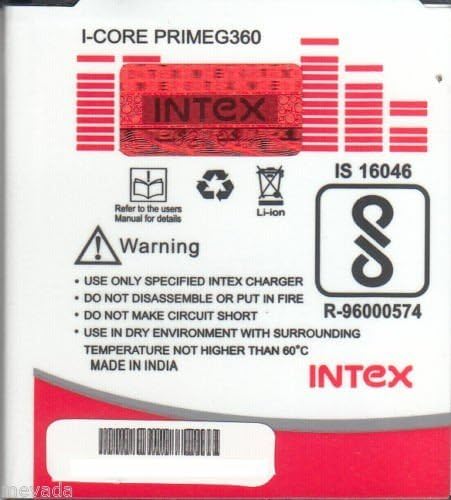 I-CORE PRIMEG360
INTEX
IS 16046
Refer to the users
Manual for details
Li-ion
Warning
R-96000574
• USE ONLY SPECIFIED INTEX CHARGER
• DO NOT DISASSEMBLE OR PUT IN FIRE
• DO NOT MAKE CIRCUIT SHORT
• USE IN DRY ENVIRONMENT WITH SURROUNDING
TEMPERATURE NOT HIGHER THAN 60°C
MADE IN INDIA
INTEX
mevada
mevada